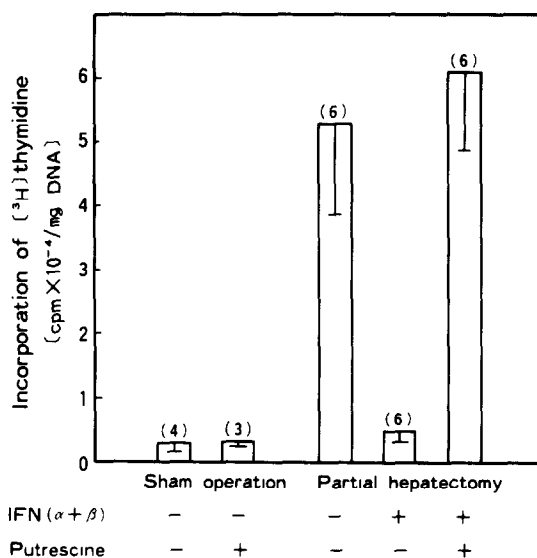 Incorporation of (³H)thymidine
(cpm×10⁻⁴/mg DNA)
6
5
4
3
2
1
0
(4)
(3)
(6)
(6)
(6)
Sham operation
Partial hepatectomy
IFN(α+β) − − − + +
Putrescine − + − − +